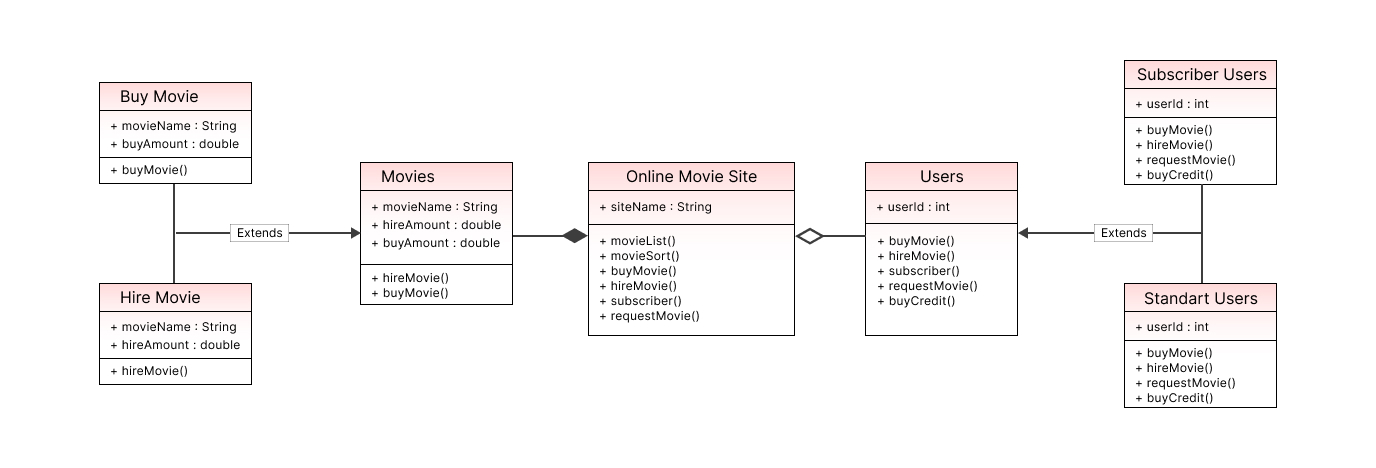 Buy Movie
+ movieName : String
+ buyAmount : double
+ buyMovie()
Extends
Hire Movie
+ movieName : String
+ hireAmount : double
+ hireMovie()
Movies
+ movieName : String
+ hireAmount : double
+ buyAmount : double
+ hireMovie()
+ buyMovie()
Online Movie Site
+ siteName : String
+ movieList()
+ movieSort()
+ buyMovie()
+ hireMovie()
+ subscriber()
+ requestMovie()
Users
+ userId : int
+ buyMovie()
+ hireMovie()
+ subscriber()
+ requestMovie()
+ buyCredit()
Subscriber Users
+ userId : int
+ buyMovie()
+ hireMovie()
+ requestMovie()
+ buyCredit()
Extends
Standart Users
+ userId : int
+ buyMovie()
+ hireMovie()
+ requestMovie()
+ buyCredit()